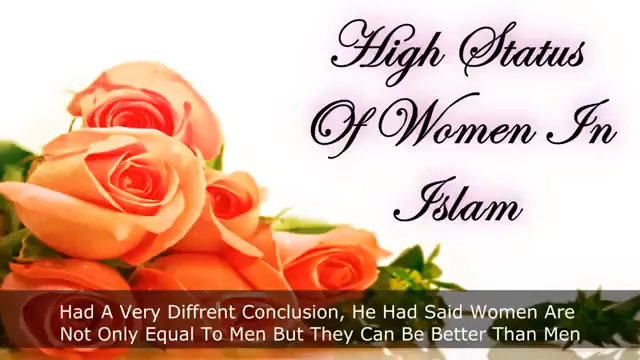 High Status
Of Women In
Islam
Had A Very Diffrent Conclusion, He Had Said Women Are
Not Only Equal To Men But They Can Be Better Than Men